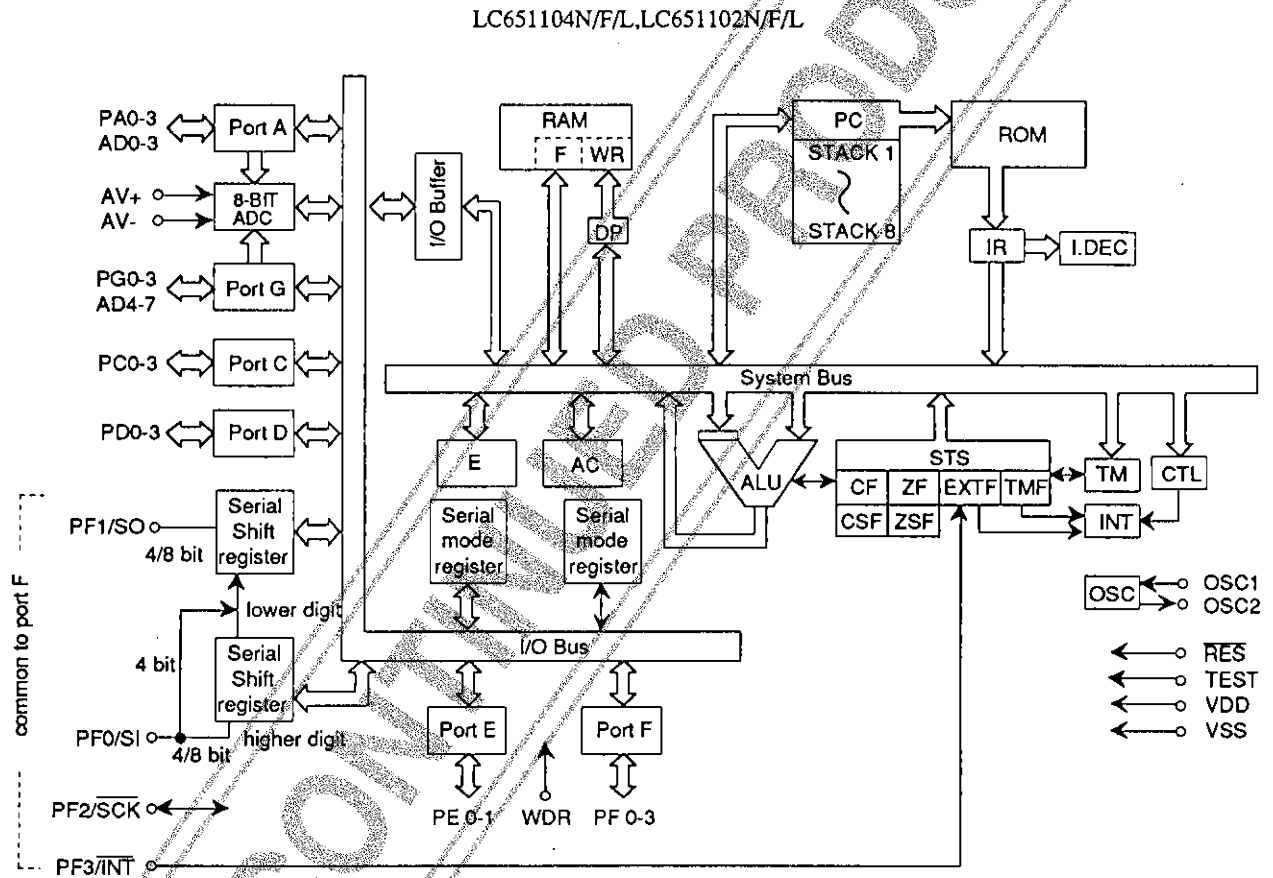 LC651104N/F/L,LC651102N/F/L
PA0-3
AD0-3
Port A
AV+
AV-
8-BIT
ADC
PG0-3
AD4-7
Port G
PC0-3
Port C
PD0-3
Port D
I/O Buffer
RAM
F
WR
DP
PC
STACK 1
STACK 8
ROM
IR
I.DEC
System Bus
E
AC
ALU
STS
CF
ZF
EXTF
TMF
CSF
ZSF
TM
CTL
INT
Serial
mode
register
Serial
mode
register
common to port F
PF1/SO
4/8 bit
Serial
Shift
register
lower digit
4 bit
Serial
Shift
register
PF0/SI
4/8 bit
higher digit
PF2/SCK
PF3/INT
I/O Bus
Port E
Port F
PE 0-1
WDR
PF 0-3
OSC
OSC1
OSC2
RES
TEST
VDD
VSS
CONTINUED PRODU